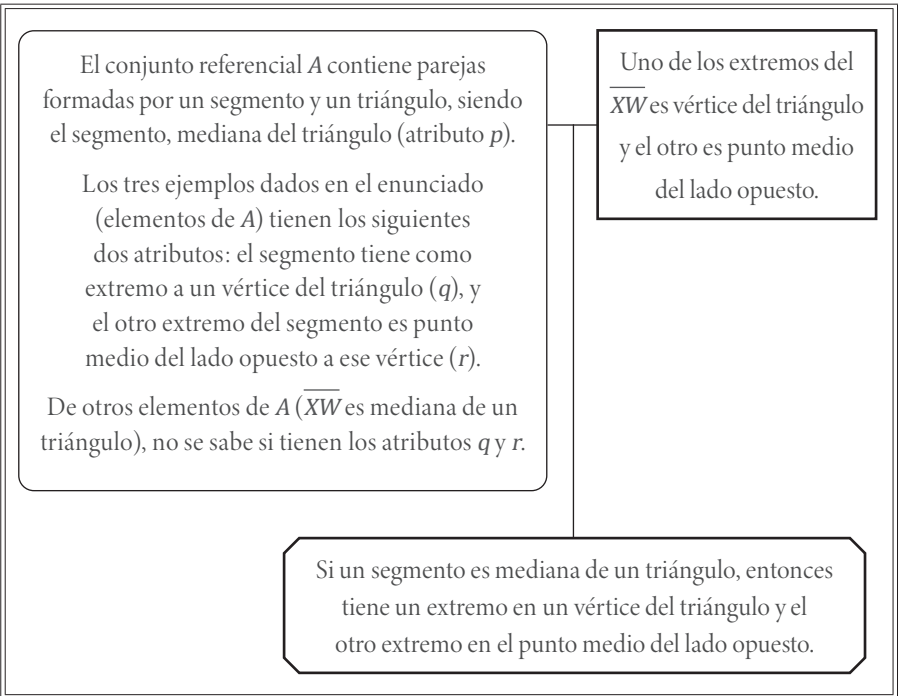 El conjunto referencial A contiene parejas
formadas por un segmento y un triángulo, siendo
el segmento, mediana del triángulo (atributo p).
Los tres ejemplos dados en el enunciado
(elementos de A) tienen los siguientes
dos atributos: el segmento tiene como
extremo a un vértice del triángulo (q), y
el otro extremo del segmento es punto
medio del lado opuesto a ese vértice (r).
De otros elementos de A (X̅W̅ es mediana de un
triángulo), no se sabe si tienen los atributos q y r.
Uno de los extremos del
X̅W̅ es vértice del triángulo
y el otro es punto medio
del lado opuesto.
Si un segmento es mediana de un triángulo, entonces
tiene un extremo en un vértice del triángulo y el
otro extremo en el punto medio del lado opuesto.